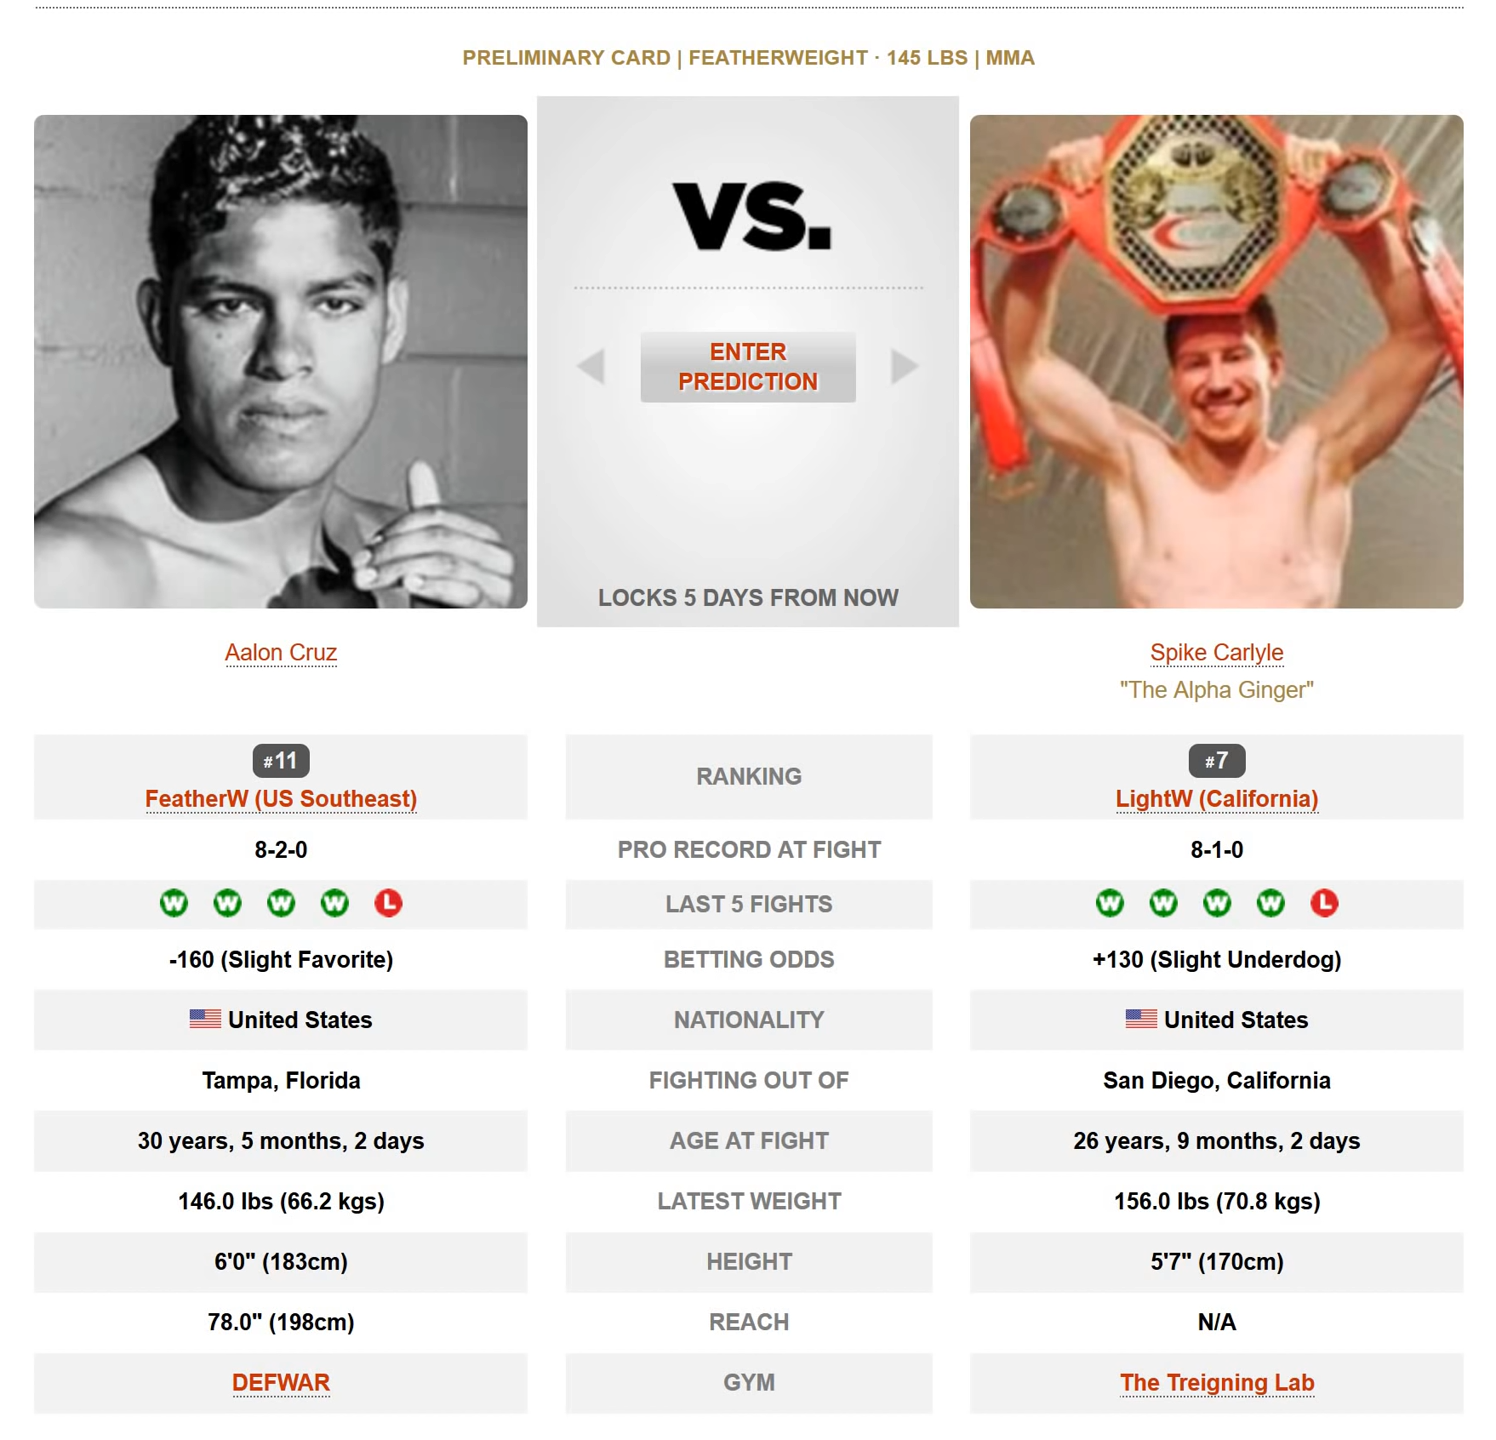 PRELIMINARY CARD | FEATHERWEIGHT · 145 LBS | MMA
VS.
ENTER
PREDICTION
LOCKS 5 DAYS FROM NOW
Aalon Cruz
Spike Carlyle
"The Alpha Ginger"
#11
FeatherW (US Southeast)
RANKING
#7
LightW (California)
8-2-0
PRO RECORD AT FIGHT
8-1-0
W W W W L
LAST 5 FIGHTS
W W W W L
-160 (Slight Favorite)
BETTING ODDS
+130 (Slight Underdog)
United States
NATIONALITY
United States
Tampa, Florida
FIGHTING OUT OF
San Diego, California
30 years, 5 months, 2 days
AGE AT FIGHT
26 years, 9 months, 2 days
146.0 lbs (66.2 kgs)
LATEST WEIGHT
156.0 lbs (70.8 kgs)
6'0" (183cm)
HEIGHT
5'7" (170cm)
78.0" (198cm)
REACH
N/A
DEFWAR
GYM
The Treigning Lab